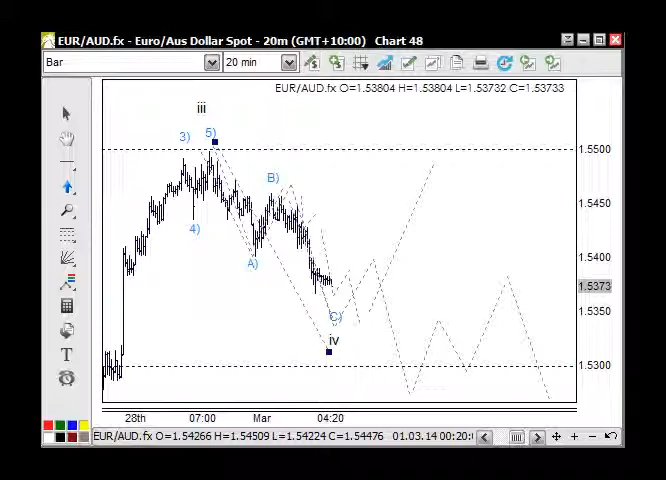 EUR/AUD.fx - Euro/Aus Dollar Spot - 20m (GMT+10:00) Chart 48
Bar
20 min
EUR/AUD.fx O=1.53804 H=1.53804 L=1.53732 C=1.53733
iii
3)
5)
1.5500
B)
1.5450
4)
A)
1.5400
1.5373
1.5350
C)
iv
1.5300
28th
07:00
Mar
04:20
T
EUR/AUD.fx O=1.54266 H=1.54509 L=1.54224 C=1.54476
01.03.14 00:20: